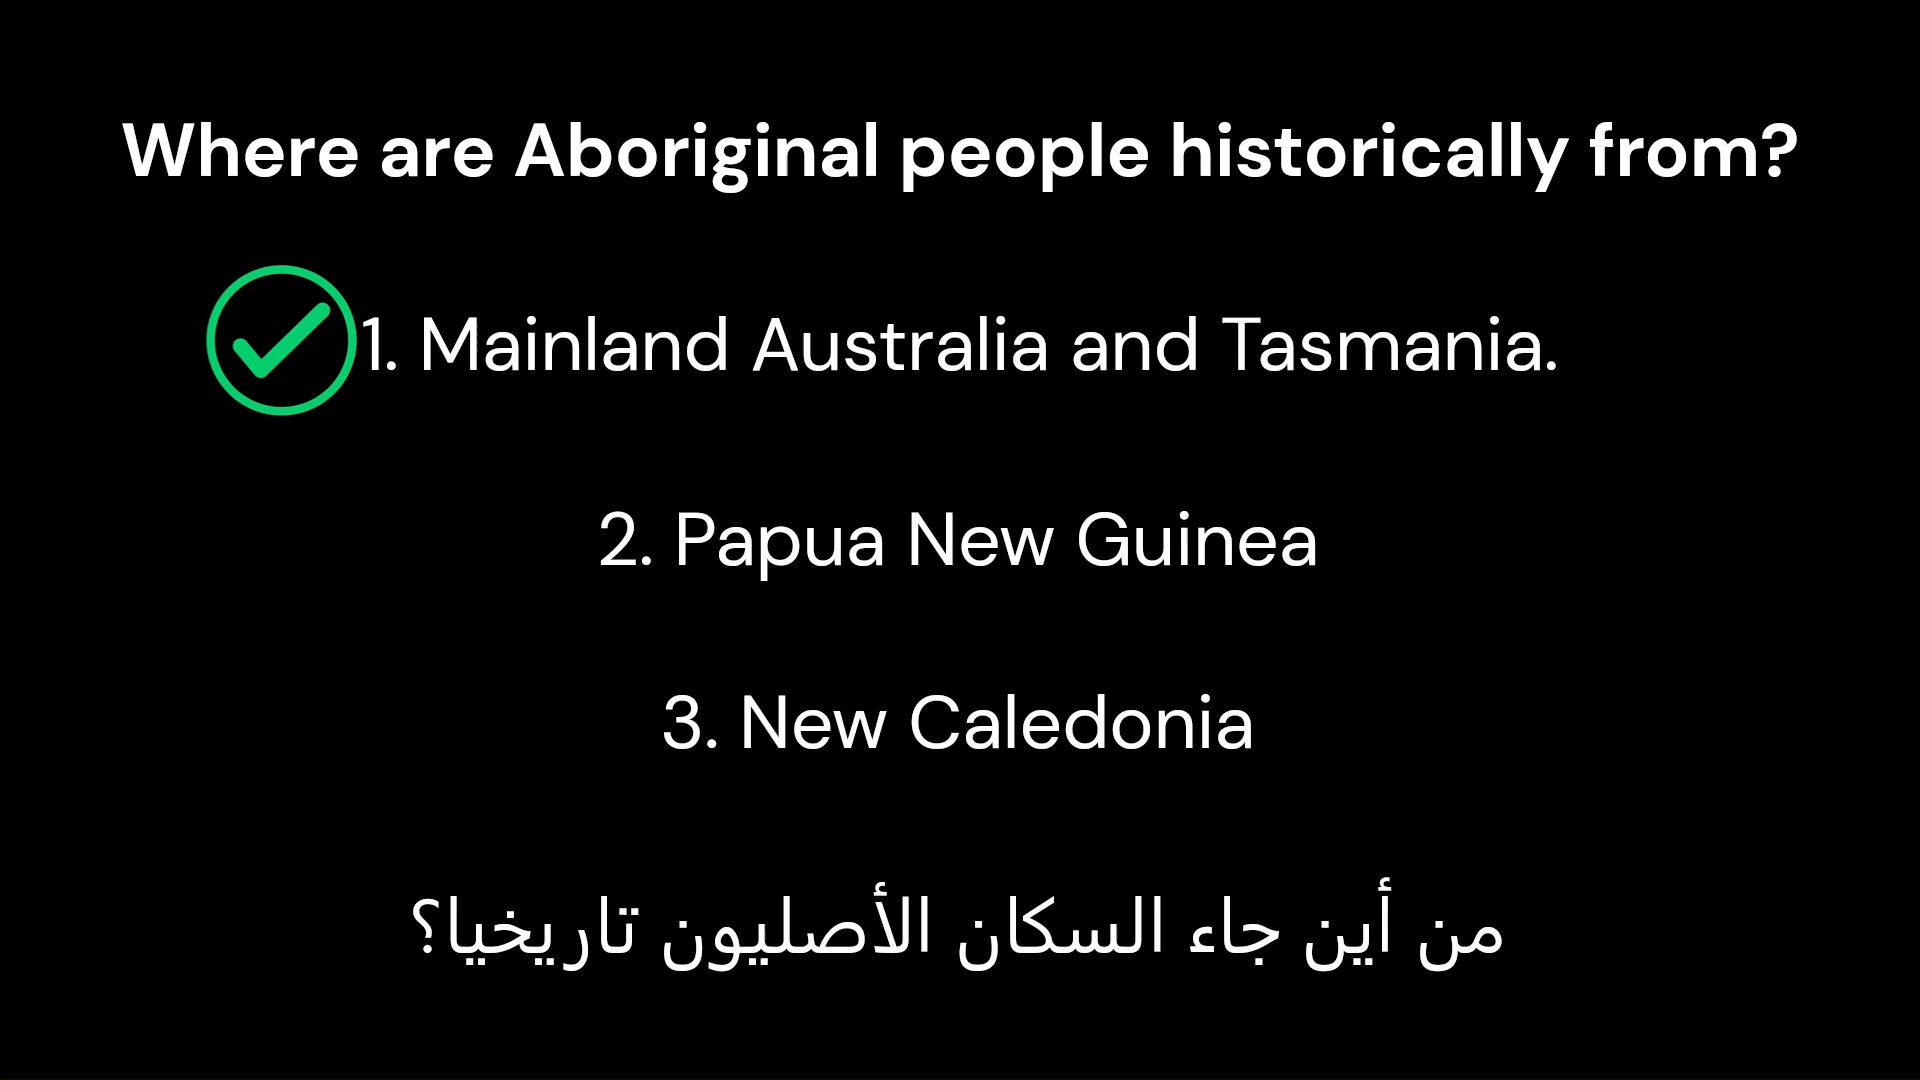 Where are Aboriginal people historically from?
1. Mainland Australia and Tasmania.
2. Papua New Guinea
3. New Caledonia
من أين جاء السكان الأصليون تاريخيا؟